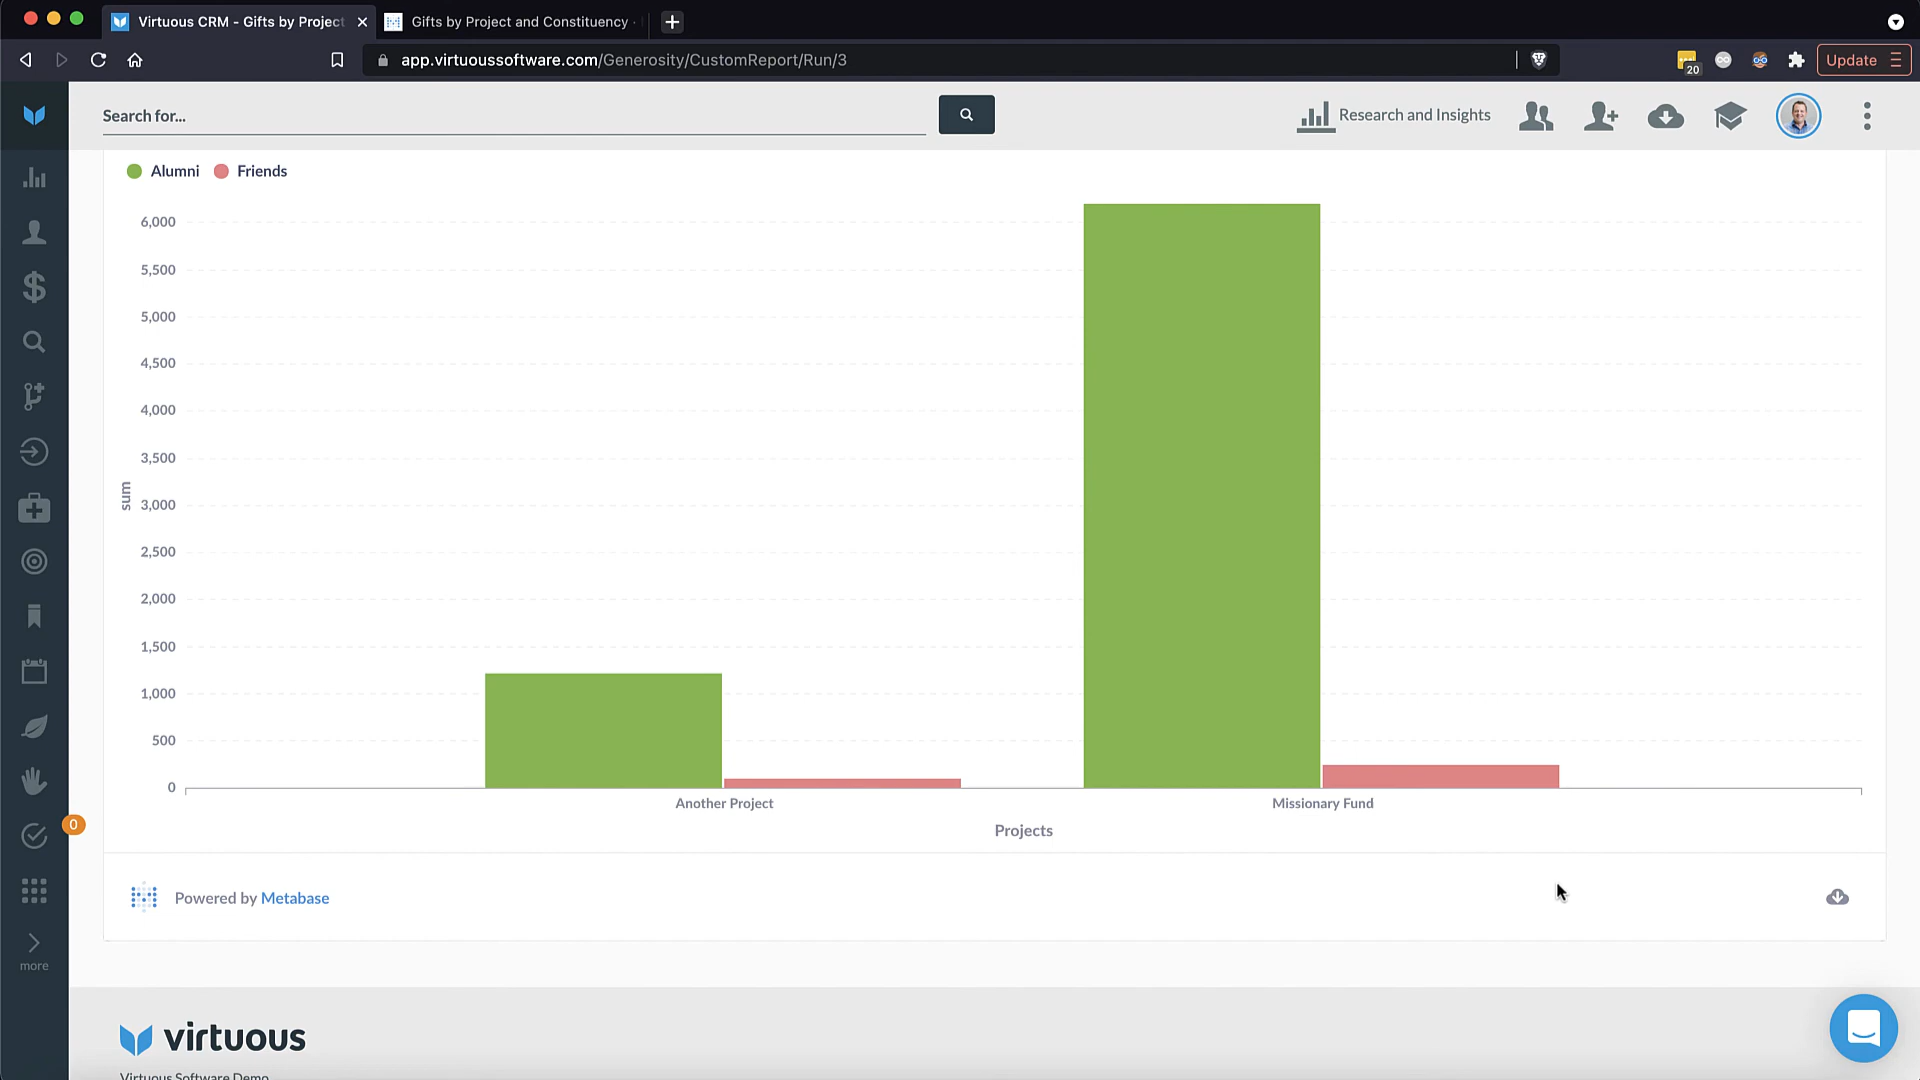 Virtuous CRM - Gifts by Project
Gifts by Project and Constituency ·
app.virtuoussoftware.com/Generosity/CustomReport/Run/3
20
Update
Search for...
Research and Insights
Alumni
Friends
6,000
5,500
5,000
4,500
4,000
3,500
3,000
2,500
2,000
1,500
1,000
500
0
sum
Another Project
Missionary Fund
Projects
0
more
Powered by Metabase
virtuous
Virtuous Software Demo